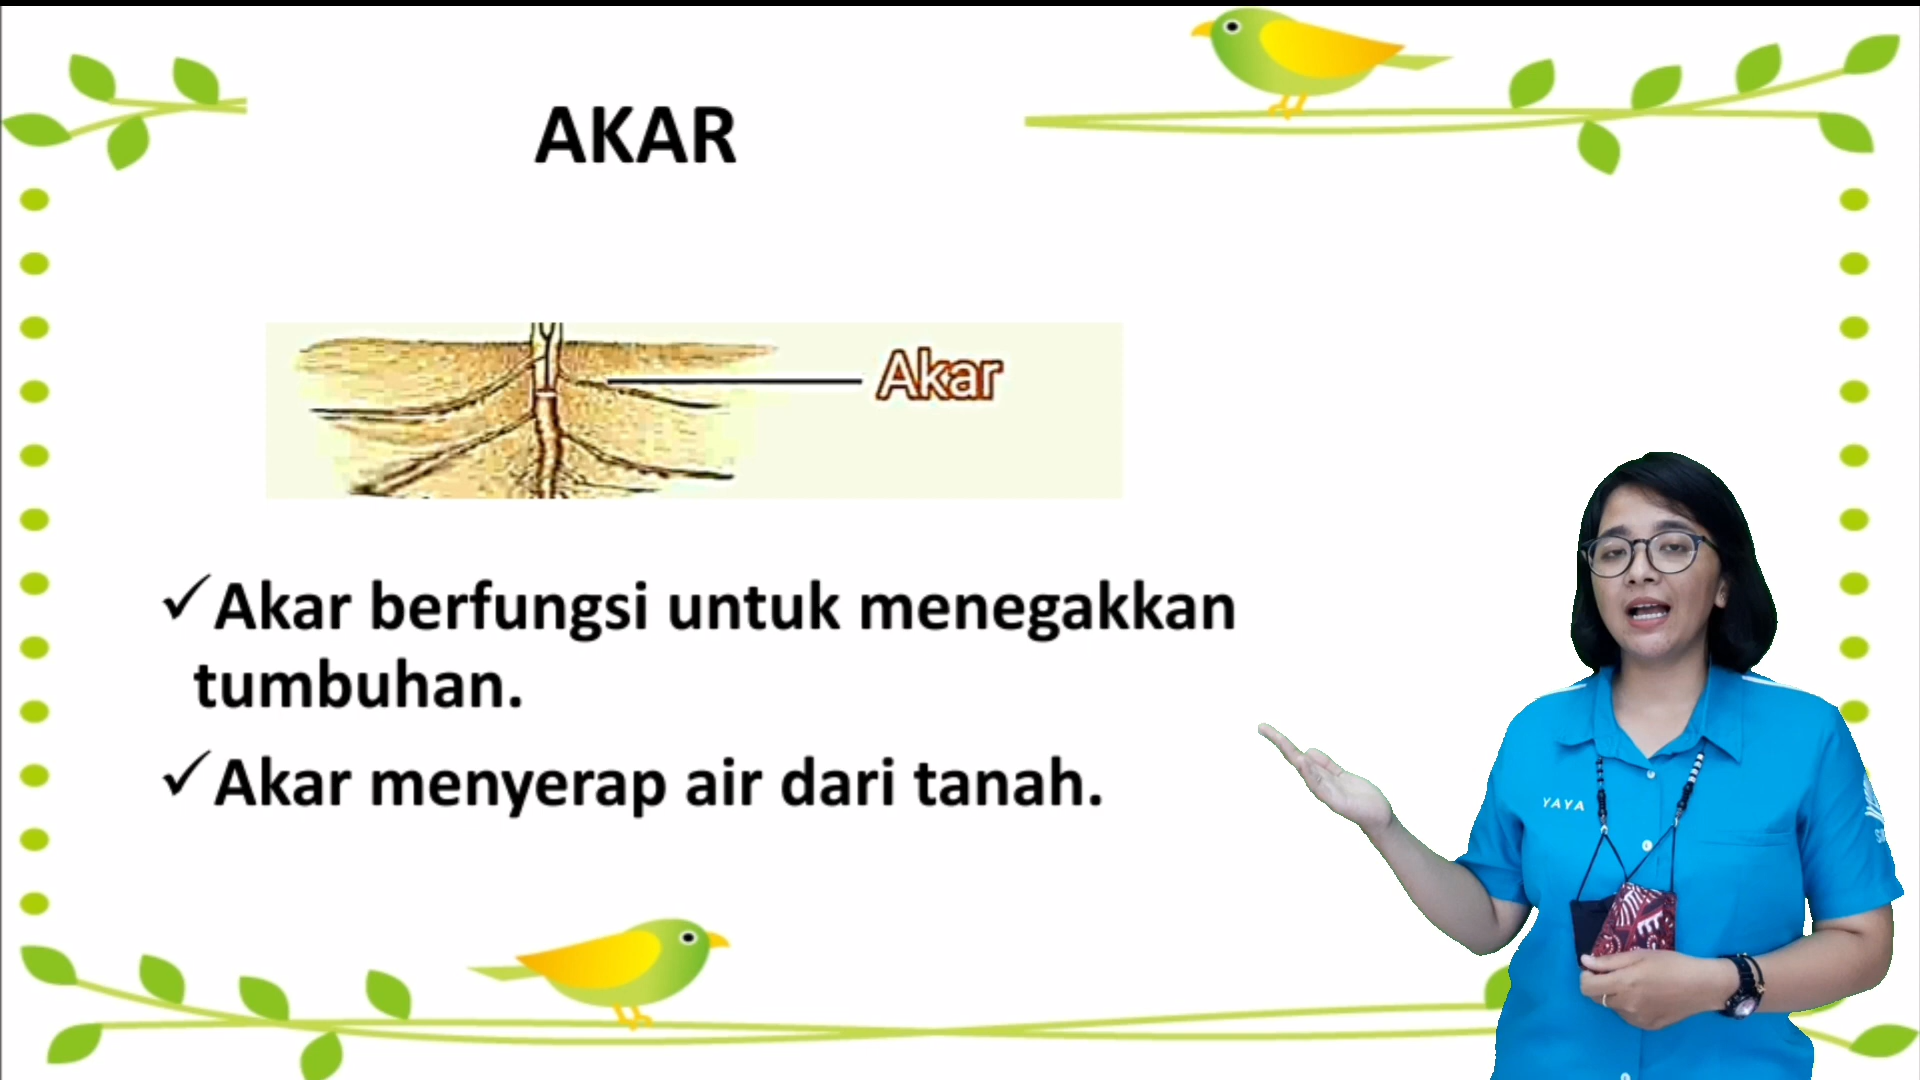 AKAR
Akar
✓Akar berfungsi untuk menegakkan
tumbuhan.
✓Akar menyerap air dari tanah.
YAYA